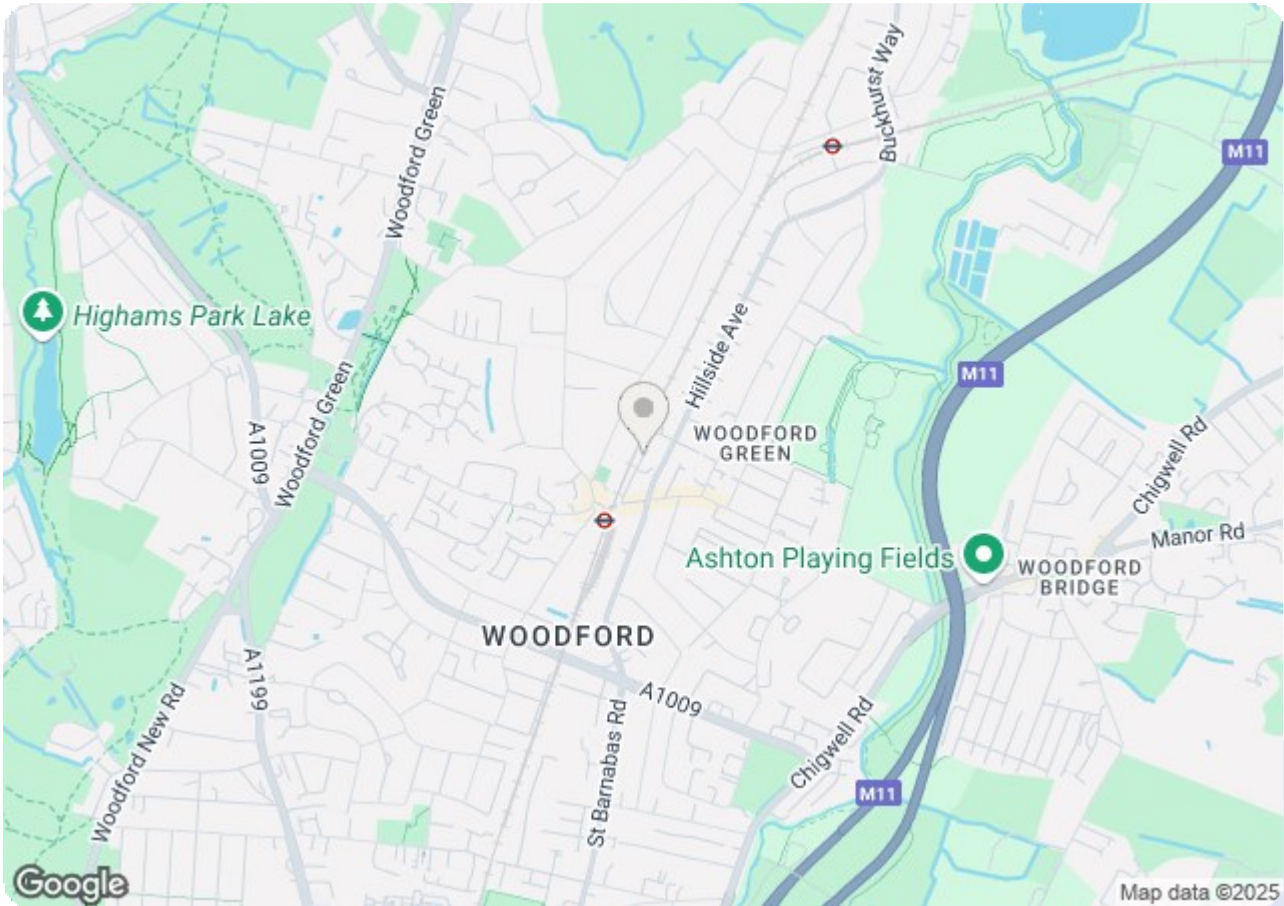 Buckhurst Way
Woodford Green
M11
Highams Park Lake
Hillside Ave
M11
Woodford Green
A1009
WOODFORD
GREEN
Chigwell Rd
Manor Rd
Ashton Playing Fields
WOODFORD
BRIDGE
WOODFORD
A1199
A1009
Woodford New Rd
St Barnabas Rd
Chigwell Rd
M11
Google
Map data ©2025